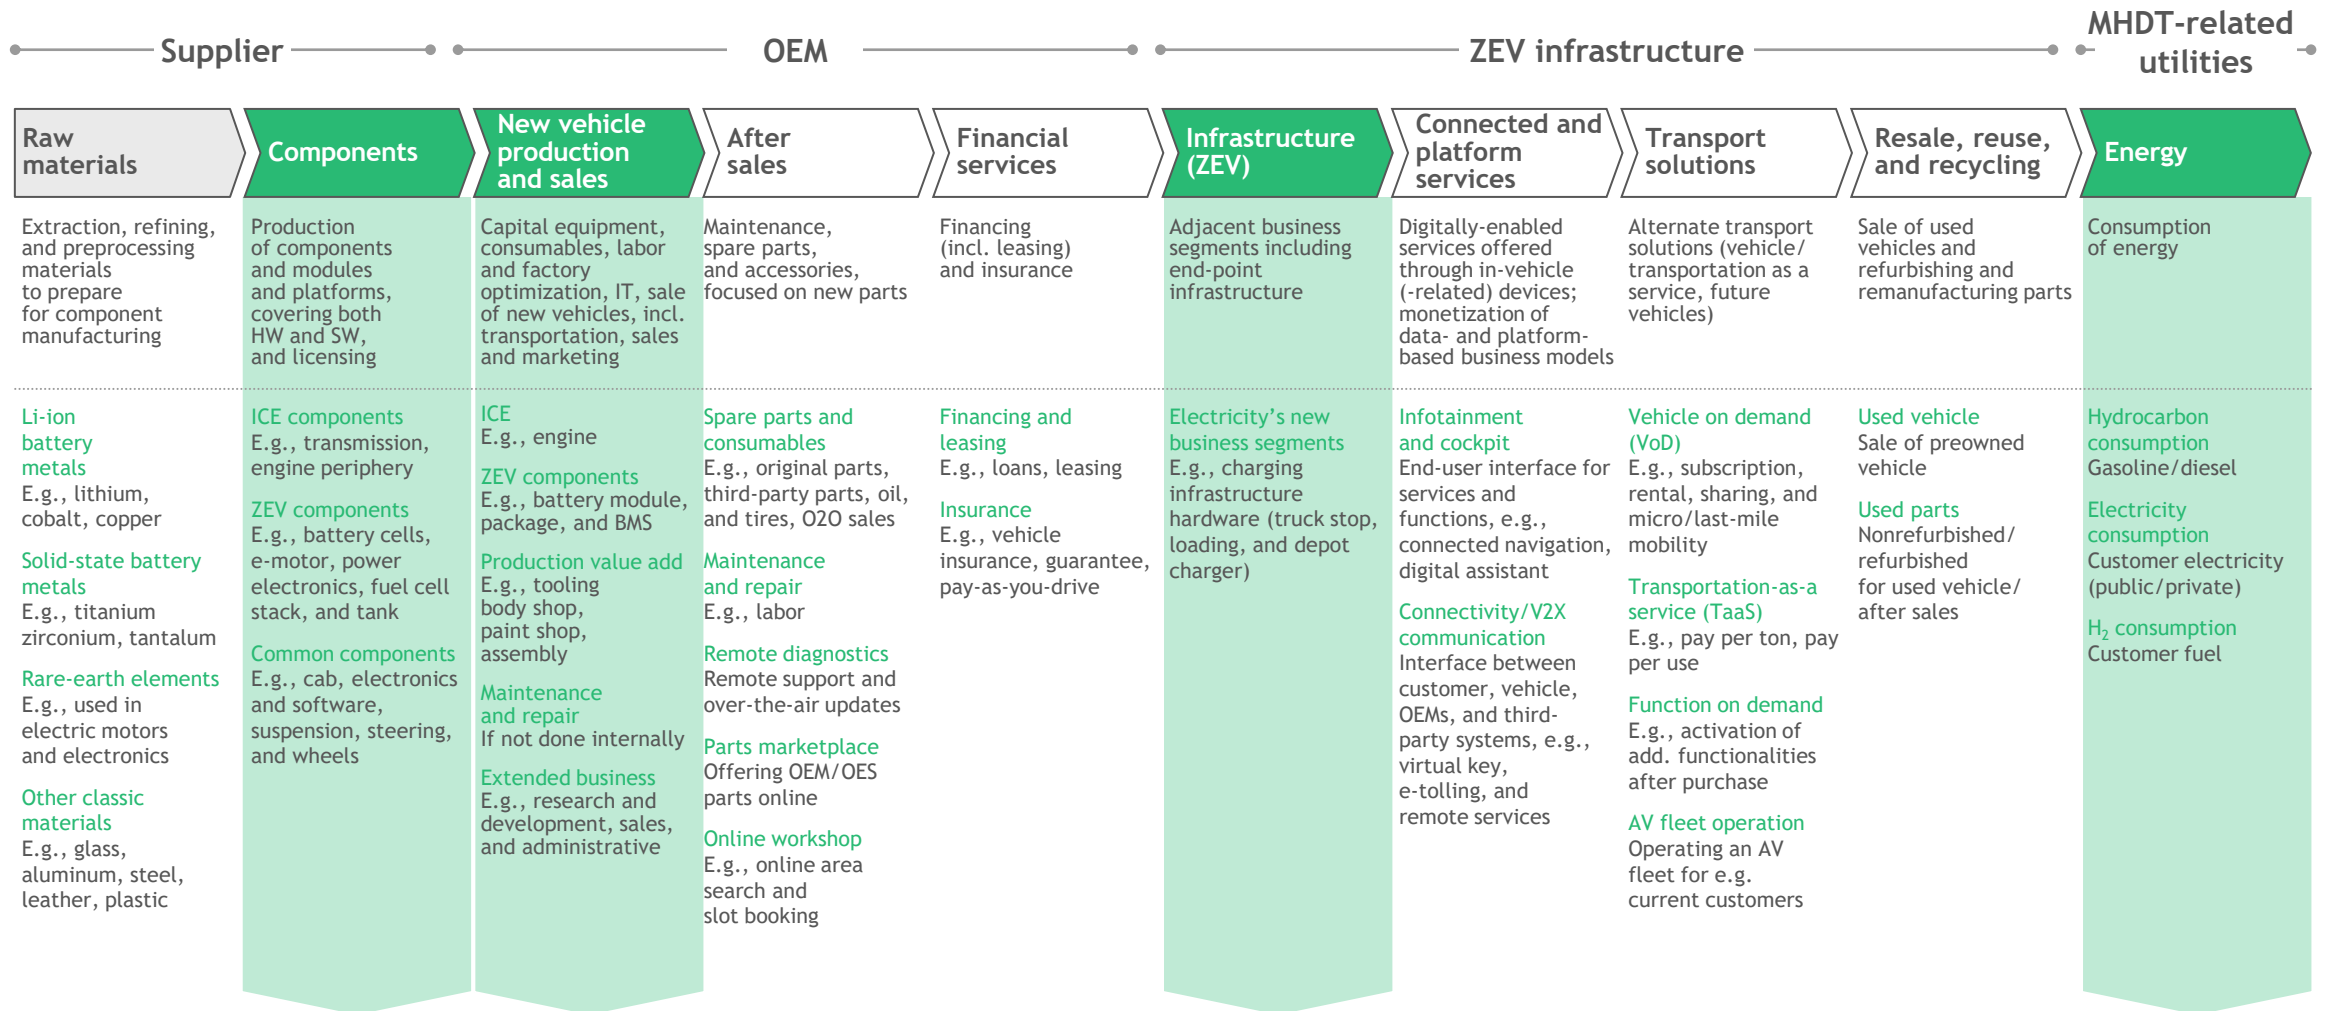 Supplier
OEM
ZEV infrastructure
MHDT-related
utilities
Raw
materials
Components
New vehicle
production
and sales
After
sales
Financial
services
Infrastructure
(ZEV)
Connected and
platform
services
Transport
solutions
Resale, reuse,
and recycling
Energy
Extraction, refining,
and preprocessing
materials
to prepare
for component
manufacturing
Production
of components
and modules
and platforms,
covering both
HW and SW,
and licensing
Capital equipment,
consumables, labor
and factory
optimization, IT, sale
of new vehicles, incl.
transportation, sales
and marketing
Maintenance,
spare parts,
and accessories,
focused on new parts
Financing
(incl. leasing)
and insurance
Adjacent business
segments including
end-point
infrastructure
Digitally-enabled
services offered
through in-vehicle
(-related) devices;
monetization of
data- and platform-
based business models
Alternate transport
solutions (vehicle/
transportation as a
service, future
vehicles)
Sale of used
vehicles and
refurbishing and
remanufacturing parts
Consumption
of energy
Li-ion
battery
metals
E.g., lithium,
cobalt, copper
Solid-state battery
metals
E.g., titanium
zirconium, tantalum
Rare-earth elements
E.g., used in
electric motors
and electronics
Other classic
materials
E.g., glass,
aluminum, steel,
leather, plastic
ICE components
E.g., transmission,
engine periphery
ZEV components
E.g., battery cells,
e-motor, power
electronics, fuel cell
stack, and tank
Common components
E.g., cab, electronics
and software,
suspension, steering,
and wheels
ICE
E.g., engine
ZEV components
E.g., battery module,
package, and BMS
Production value add
E.g., tooling
body shop,
paint shop,
assembly
Maintenance
and repair
If not done internally
Extended business
E.g., research and
development, sales,
and administrative
Spare parts and
consumables
E.g., original parts,
third-party parts, oil,
and tires, O2O sales
Maintenance
and repair
E.g., labor
Remote diagnostics
Remote support and
over-the-air updates
Parts marketplace
Offering OEM/OES
parts online
Online workshop
E.g., online area
search and
slot booking
Financing and
leasing
E.g., loans, leasing
Insurance
E.g., vehicle
insurance, guarantee,
pay-as-you-drive
Electricity's new
business segments
E.g., charging
infrastructure
hardware (truck stop,
loading, and depot
charger)
Infotainment
and cockpit
End-user interface for
services and
functions, e.g.,
connected navigation,
digital assistant
Connectivity/V2X
communication
Interface between
customer, vehicle,
OEMs, and third-
party systems, e.g.,
virtual key,
e-tolling, and
remote services
Vehicle on demand
(VoD)
E.g., subscription,
rental, sharing, and
micro/last-mile
mobility
Transportation-as-a
service (TaaS)
E.g., pay per ton, pay
per use
Function on demand
E.g., activation of
add. functionalities
after purchase
AV fleet operation
Operating an AV
fleet for e.g.
current customers
Used vehicle
Sale of preowned
vehicle
Used parts
Nonrefurbished/
refurbished
for used vehicle/
after sales
Hydrocarbon
consumption
Gasoline/diesel
Electricity
consumption
Customer electricity
(public/private)
H₂ consumption
Customer fuel